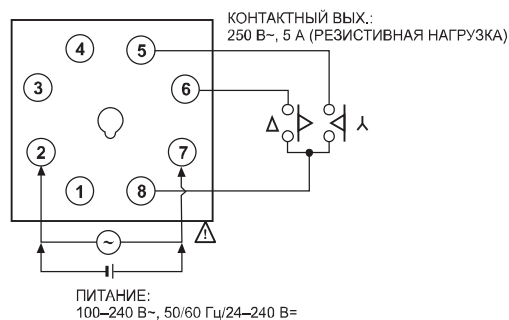 КОНТАКТНЫЙ ВЫХ.:
250 В~, 5 А (РЕЗИСТИВНАЯ НАГРУЗКА)
4
5
3
6
Δ
⅄
2
7
1
8
!
~
ПИТАНИЕ:
100–240 В~, 50/60 Гц/24–240 В=